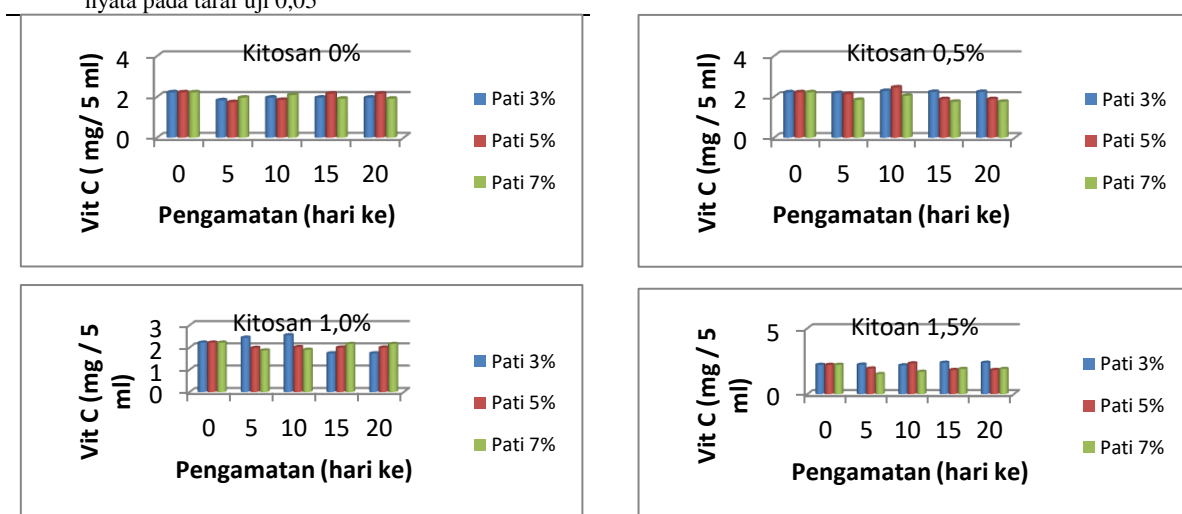 nyata pada taraf uji 0,05
Kitosan 0%
Vit C ( mg/ 5 ml)
4
2
0
0 5 10 15 20
Pengamatan (hari ke)
Pati 3%
Pati 5%
Pati 7%
Kitosan 0,5%
Vit C (mg / 5 ml)
4
2
0
0 5 10 15 20
Pengamatan (hari ke)
Pati 3%
Pati 5%
Pati 7%
Kitosan 1,0%
Vit C (mg / 5
ml)
3
2
1
0
0 5 10 15 20
Pengamatan (hari ke)
Pati 3%
Pati 5%
Pati 7%
Kitoan 1,5%
Vit C (mg / 5
ml)
5
0
0 5 10 15 20
Pengamatan (hari ke)
Pati 3%
Pati 5%
Pati 7%